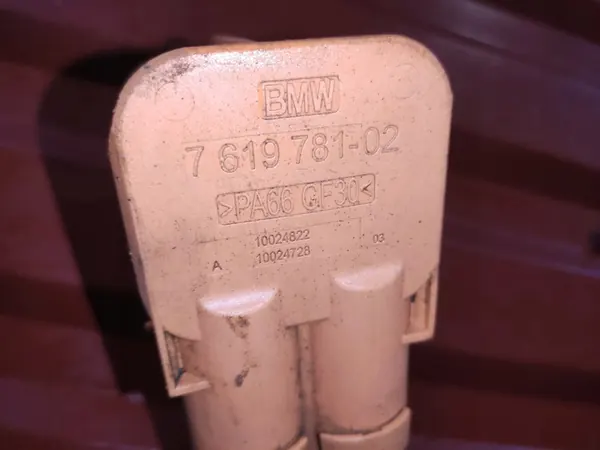 BMW
7 619 781-02
>PA66 GF30<
10024822
A 10024728 03